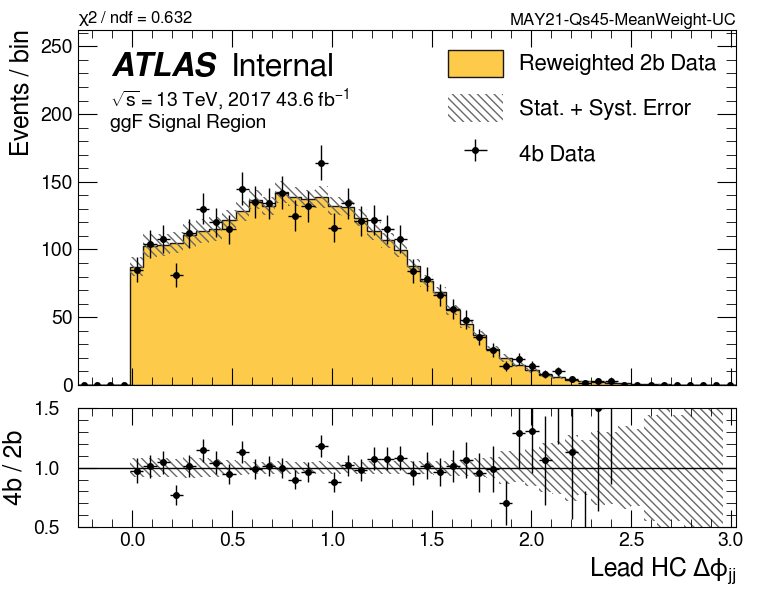 χ2 / ndf = 0.632
MAY21-Qs45-MeanWeight-UC
Events / bin
250
200
150
100
50
0
ATLAS Internal
√s = 13 TeV, 2017 43.6 fb⁻¹
ggF Signal Region
Reweighted 2b Data
Stat. + Syst. Error
4b Data
4b / 2b
1.5
1.0
0.5
0.0 0.5 1.0 1.5 2.0 2.5 3.0
Lead HC Δϕjj